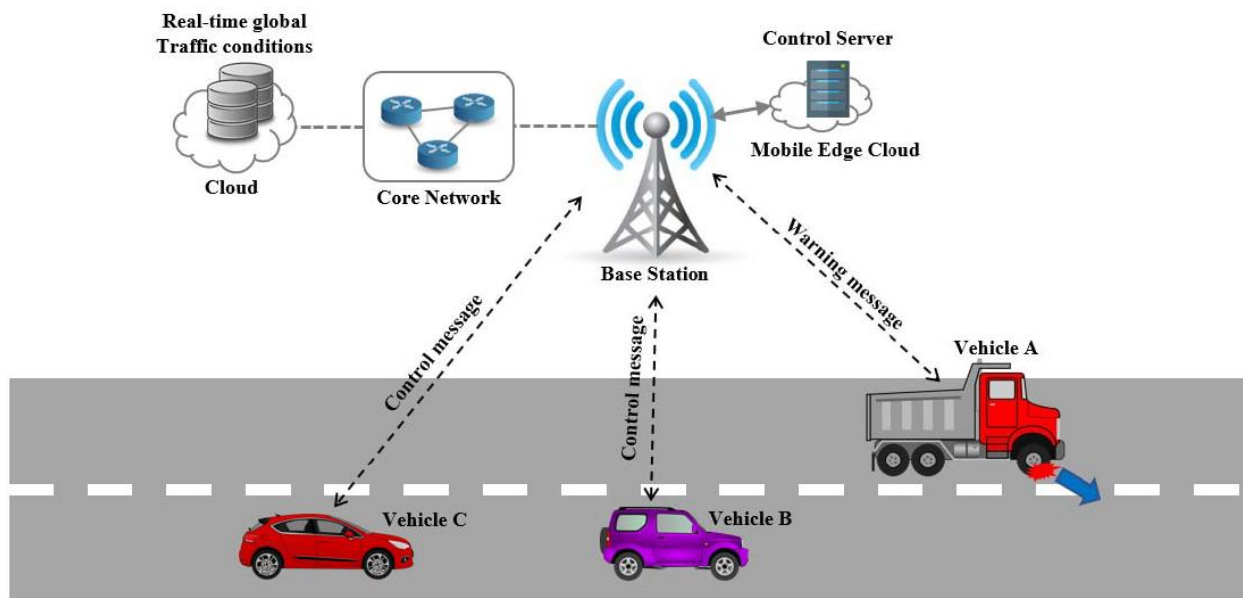 Real-time global
Traffic conditions
Control Server
Mobile Edge Cloud
Cloud
Core Network
Base Station
Warning message
Control message
Control message
Vehicle A
Vehicle C
Vehicle B